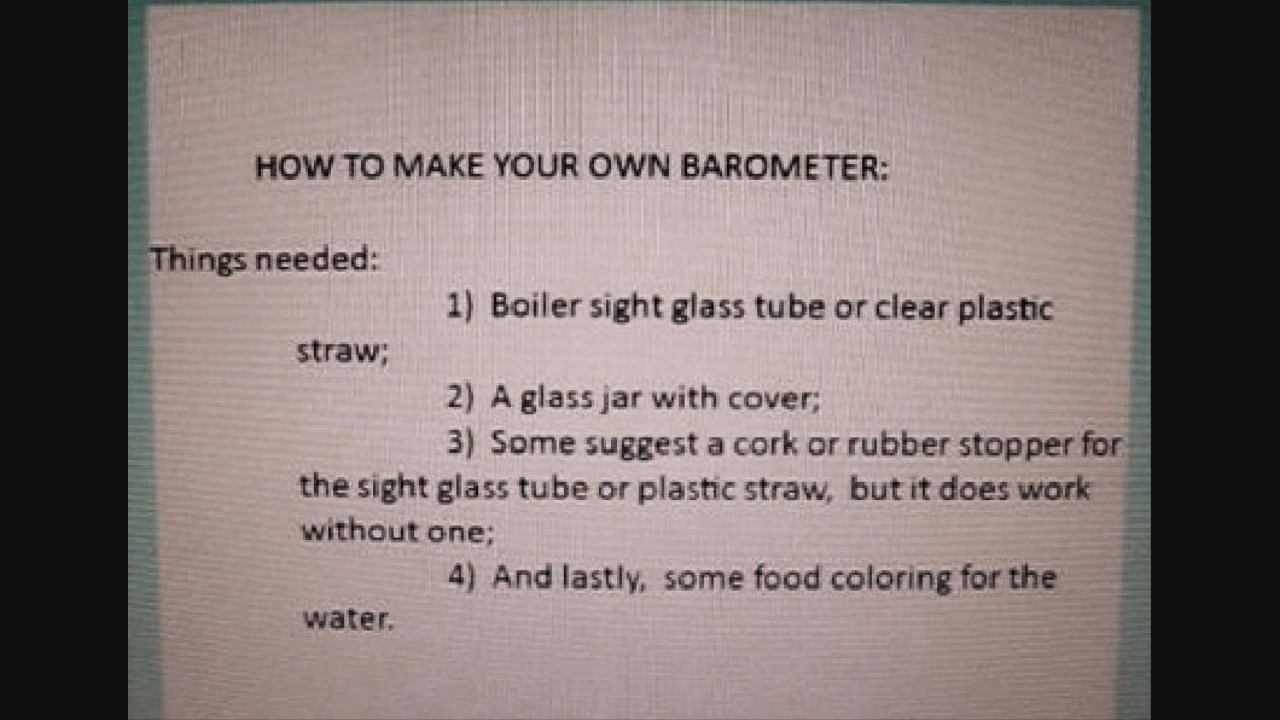 HOW TO MAKE YOUR OWN BAROMETER:
Things needed:
1) Boiler sight glass tube or clear plastic
straw;
2) A glass jar with cover;
3) Some suggest a cork or rubber stopper for
the sight glass tube or plastic straw, but it does work
without one;
4) And lastly, some food coloring for the
water.